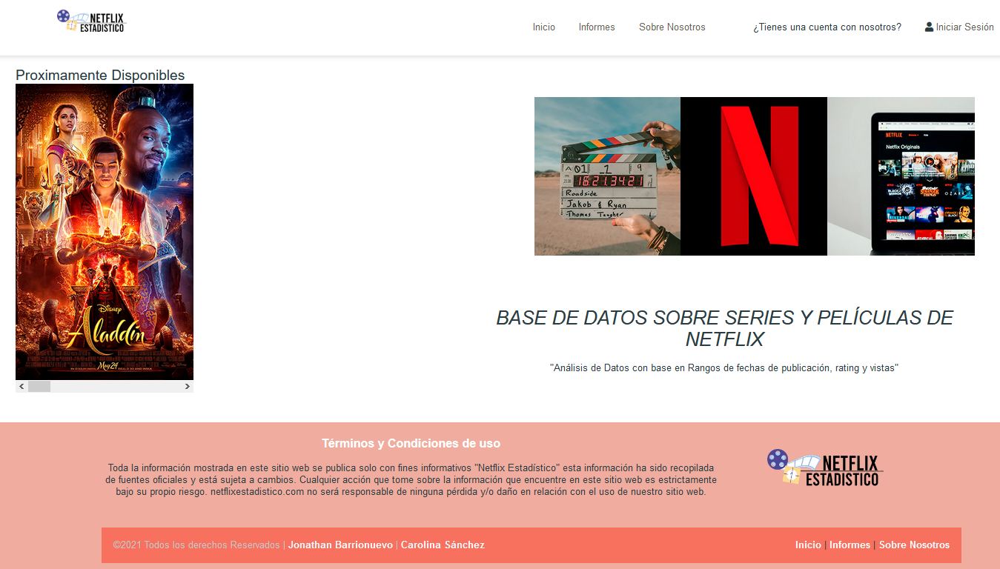 NETFLIX
ESTADISTICO
Inicio
Informes
Sobre Nosotros
¿Tienes una cuenta con nosotros?
Iniciar Sesión
Proximamente Disponibles
Disney
Aladdin
May 24
A 01 1 9
16:21:34:21
Roadside
Jakob & Ryan
NETFLIX
Netflix Originals
BASE DE DATOS SOBRE SERIES Y PELÍCULAS DE
NETFLIX
"Análisis de Datos con base en Rangos de fechas de publicación, rating y vistas"
Términos y Condiciones de uso
Toda la información mostrada en este sitio web se publica solo con fines informativos "Netflix Estadístico" esta información ha sido recopilada
de fuentes oficiales y está sujeta a cambios. Cualquier acción que tome sobre la información que encuentre en este sitio web es estrictamente
bajo su propio riesgo. netflixestadistico.com no será responsable de ninguna pérdida y/o daño en relación con el uso de nuestro sitio web.
NETFLIX
ESTADISTICO
©2021 Todos los derechos Reservados | Jonathan Barrionuevo | Carolina Sánchez
Inicio | Informes | Sobre Nosotros